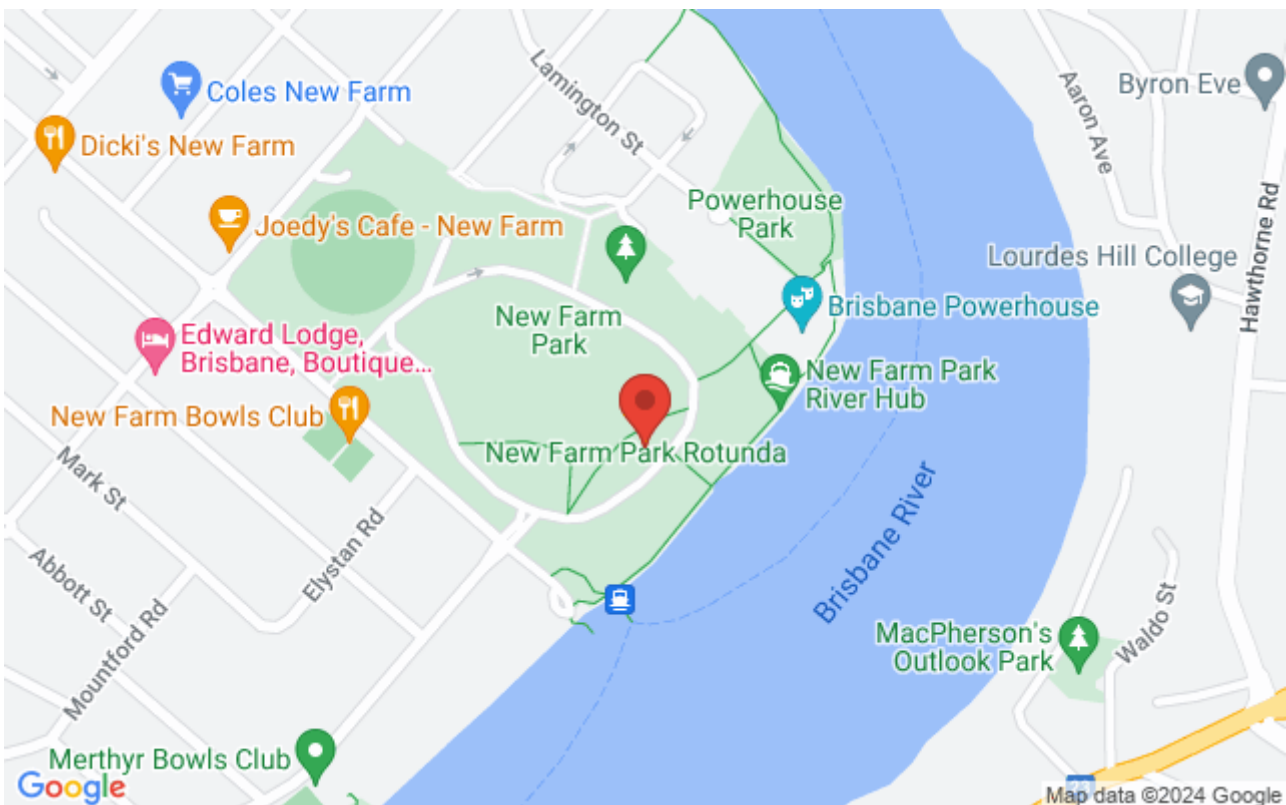 Lamington St
Coles New Farm
Byron Eve
Aaron Ave
Dicki's New Farm
Hawthorne Rd
Powerhouse
Park
Joedy's Cafe - New Farm
Lourdes Hill College
Brisbane Powerhouse
New Farm
Park
Edward Lodge,
Brisbane, Boutique...
New Farm Park
River Hub
New Farm Bowls Club
New Farm Park Rotunda
Mark St
Elystan Rd
Brisbane River
Abbott St
Mountford Rd
MacPherson's
Outlook Park
Waldo St
Merthyr Bowls Club
Google
23
Map data ©2024 Google